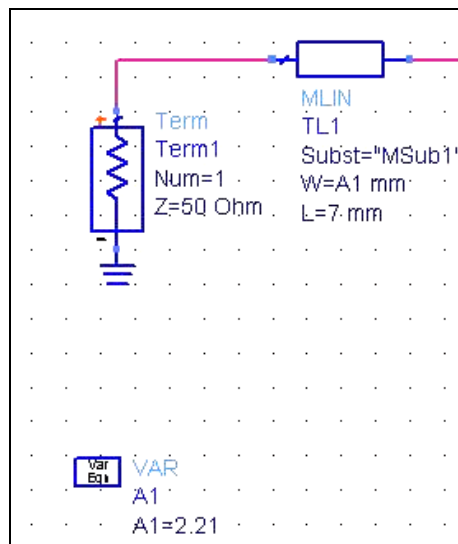 Term
Term1
Num=1
Z=50 Ohm
MLIN
TL1
Subst="MSub1"
W=A1 mm
L=7 mm
+
-
Var
Eqn
VAR
A1
A1=2.21